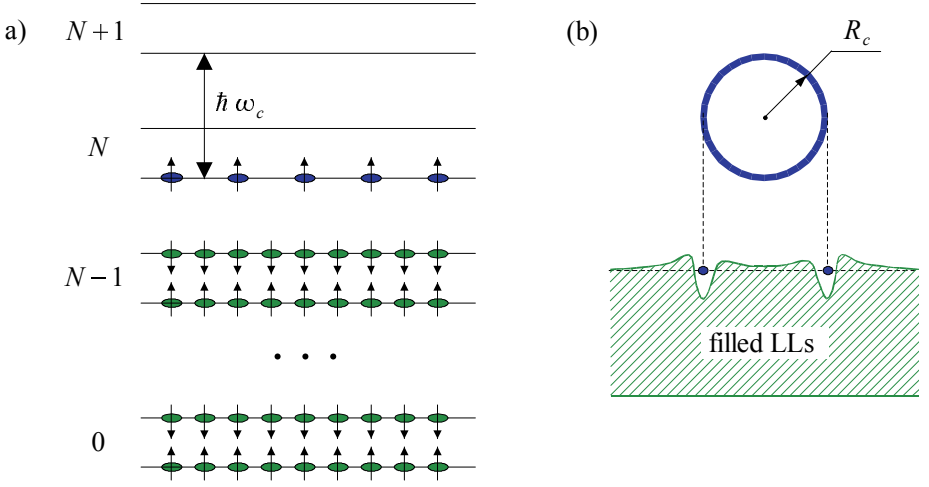 a)
N+1
ħ ω_c
N
N−1
. . .
0
(b)
R_c
filled LLs